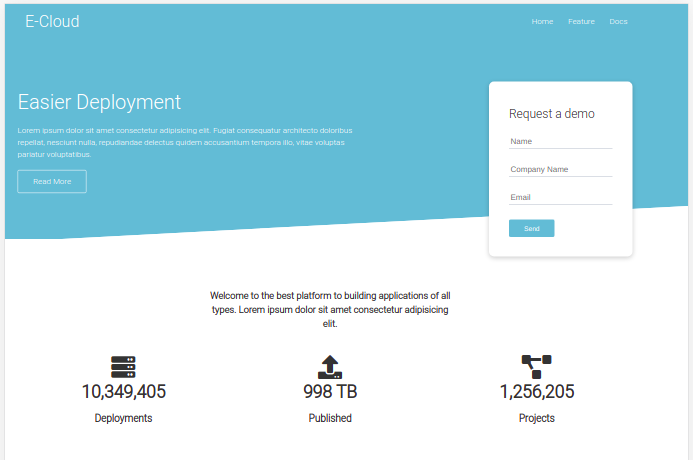 E-Cloud
Home Feature Docs
Easier Deployment
Lorem ipsum dolor sit amet consectetur adipisicing elit. Fugiat consequatur architecto doloribus
repellat, nesciunt nulla, repudiandae delectus quidem accusantium tempora illo, vitae voluptas
pariatur voluptatibus.
Read More
Request a demo
Name
Company Name
Email
Send
Welcome to the best platform to building applications of all
types. Lorem ipsum dolor sit amet consectetur adipisicing
elit.
10,349,405
Deployments
998 TB
Published
1,256,205
Projects